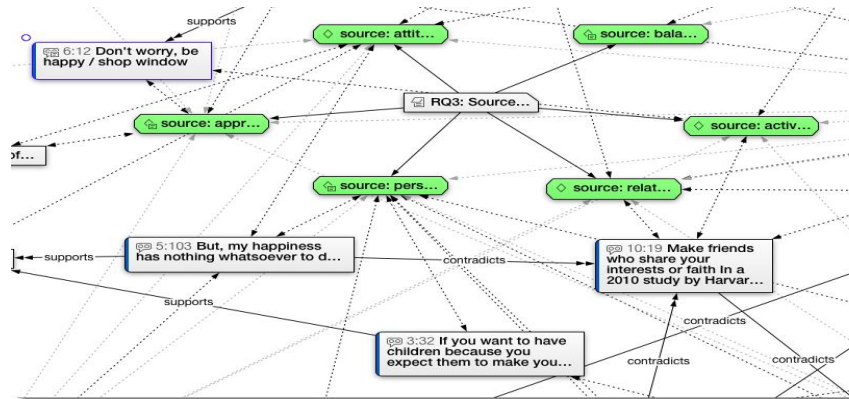 supports
source: attit...
source: bala...
6:12 Don't worry, be
happy / shop window
RQ3: Source...
source: appr...
source: activ...
of...
source: pers...
source: relat...
5:103 But, my happiness
has nothing whatsoever to d...
supports
contradicts
10:19 Make friends
who share your
interests or faith In a
2010 study by Harvar...
supports
contradicts
3:32 If you want to have
children because you
expect them to make you...
contradicts
contradicts